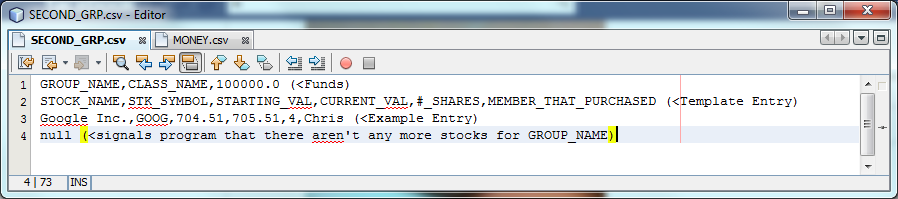 SECOND_GRP.csv - Editor
SECOND_GRP.csv MONEY.csv
1 GROUP_NAME,CLASS_NAME,100000.0 (<Funds)
2 STOCK_NAME,STK_SYMBOL,STARTING_VAL,CURRENT_VAL,#_SHARES,MEMBER_THAT_PURCHASED (<Template Entry)
3 Google Inc.,GOOG,704.51,705.51,4,Chris (<Example Entry)
4 null (<signals program that there aren't any more stocks for GROUP_NAME)
4 | 73 INS